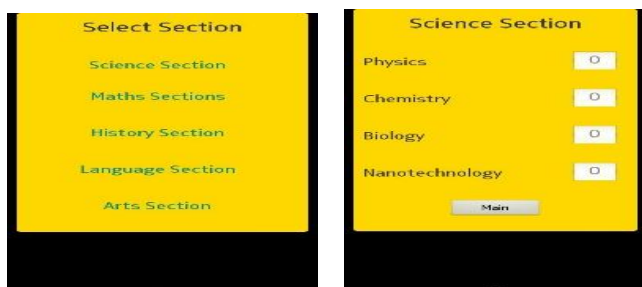 Select Section
Science Section
Maths Sections
History Section
Language Section
Arts Section
Science Section
Physics 0
Chemistry 0
Biology 0
Nanotechnology 0
Main